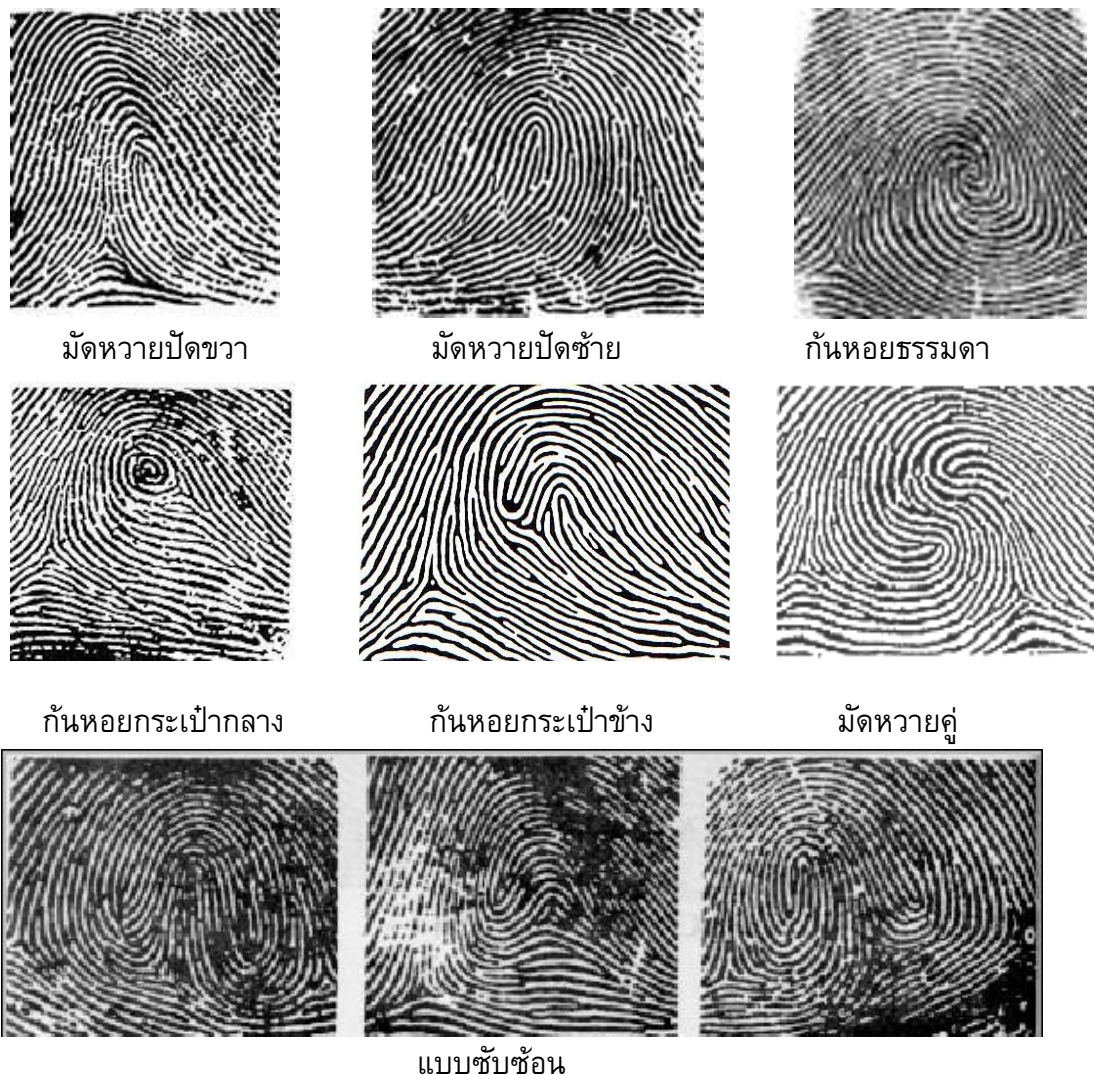 มัดหวายปัดขวา มัดหวายปัดซ้าย ก้นหอยธรรมดา
ก้นหอยกระเป๋ากลาง ก้นหอยกระเป๋าข้าง มัดหวายคู่
แบบซับซ้อน